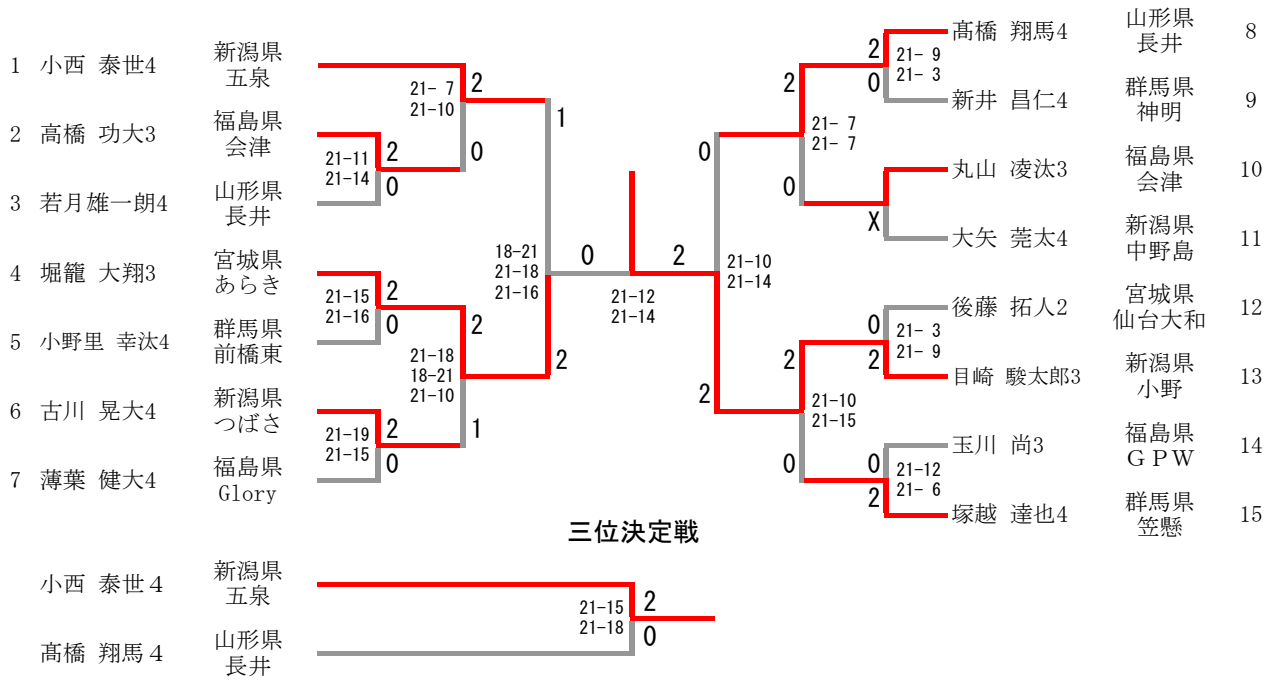 1 小西 泰世4 新潟県
五泉
2 高橋 功大3 福島県
会津
3 若月雄一朗4 山形県
長井
4 堀籠 大翔3 宮城県
あらき
5 小野里 幸汰4 群馬県
前橋東
6 古川 晃大4 新潟県
つばさ
7 薄葉 健大4 福島県
Glory
21- 7
21-10
2
0
21-11
21-14
2
0
21-15
21-16
2
0
21-19
21-15
2
0
21-18
18-21
21-10
2
1
18-21
21-18
21-16
1
2
0
2
21-12
21-14
0
2
21-10
21-14
2
0
21- 7
21- 7
2
0
21-10
21-15
2
0
21- 9
21- 3
X
0
2
21- 3
21- 9
0
2
21-12
21- 6
髙橋 翔馬4 山形県
長井 8
新井 昌仁4 群馬県
神明 9
丸山 凌汰3 福島県
会津 10
大矢 莞太4 新潟県
中野島 11
後藤 拓人2 宮城県
仙台大和 12
目崎 駿太郎3 新潟県
小野 13
玉川 尚3 福島県
ＧＰＷ 14
塚越 達也4 群馬県
笠懸 15
三位決定戦
小西 泰世４ 新潟県
五泉
髙橋 翔馬４ 山形県
長井
21-15
21-18
2
0